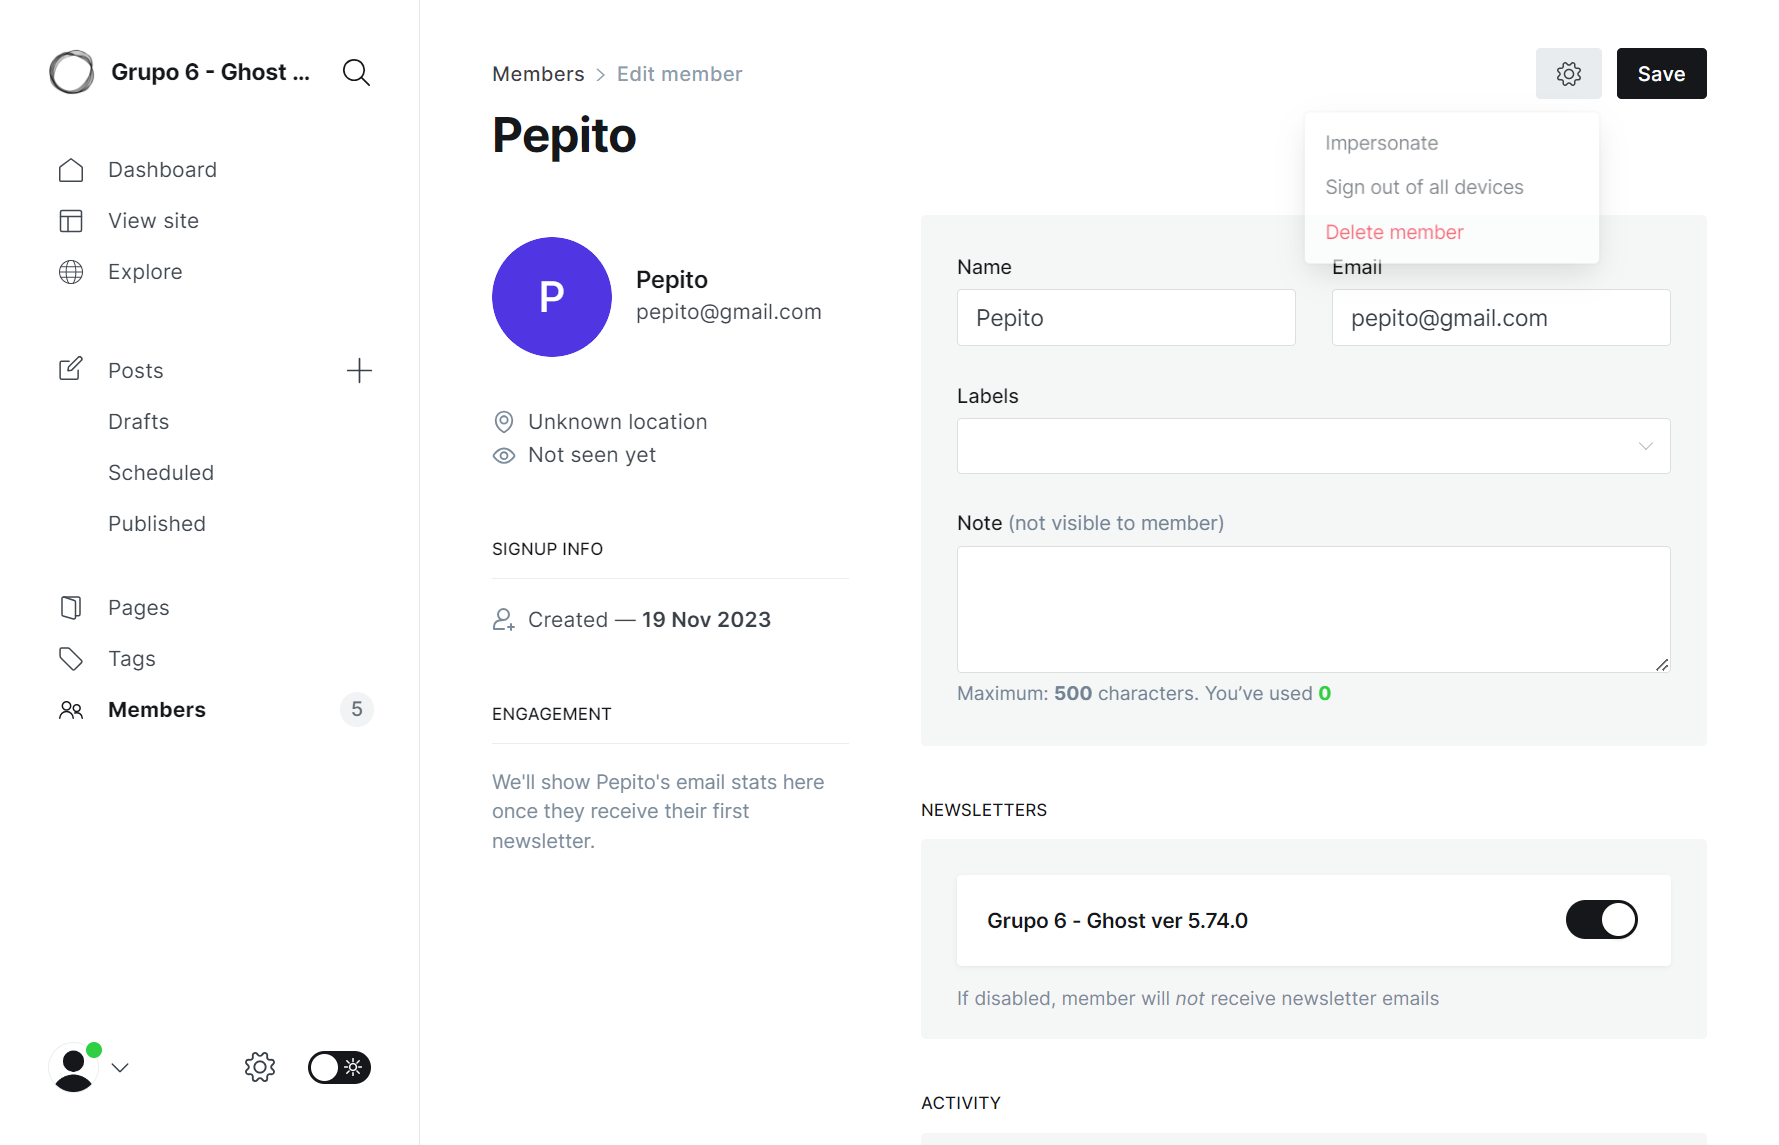 Grupo 6 - Ghost ...
Dashboard
View site
Explore
Posts
Drafts
Scheduled
Published
Pages
Tags
Members 5
Members > Edit member
Save
Pepito
Impersonate
Sign out of all devices
Delete member
P
Pepito
pepito@gmail.com
Unknown location
Not seen yet
SIGNUP INFO
Created — 19 Nov 2023
ENGAGEMENT
We'll show Pepito's email stats here
once they receive their first
newsletter.
Name
Pepito
Email
pepito@gmail.com
Labels
Note (not visible to member)
Maximum: 500 characters. You’ve used 0
NEWSLETTERS
Grupo 6 - Ghost ver 5.74.0
If disabled, member will not receive newsletter emails
ACTIVITY